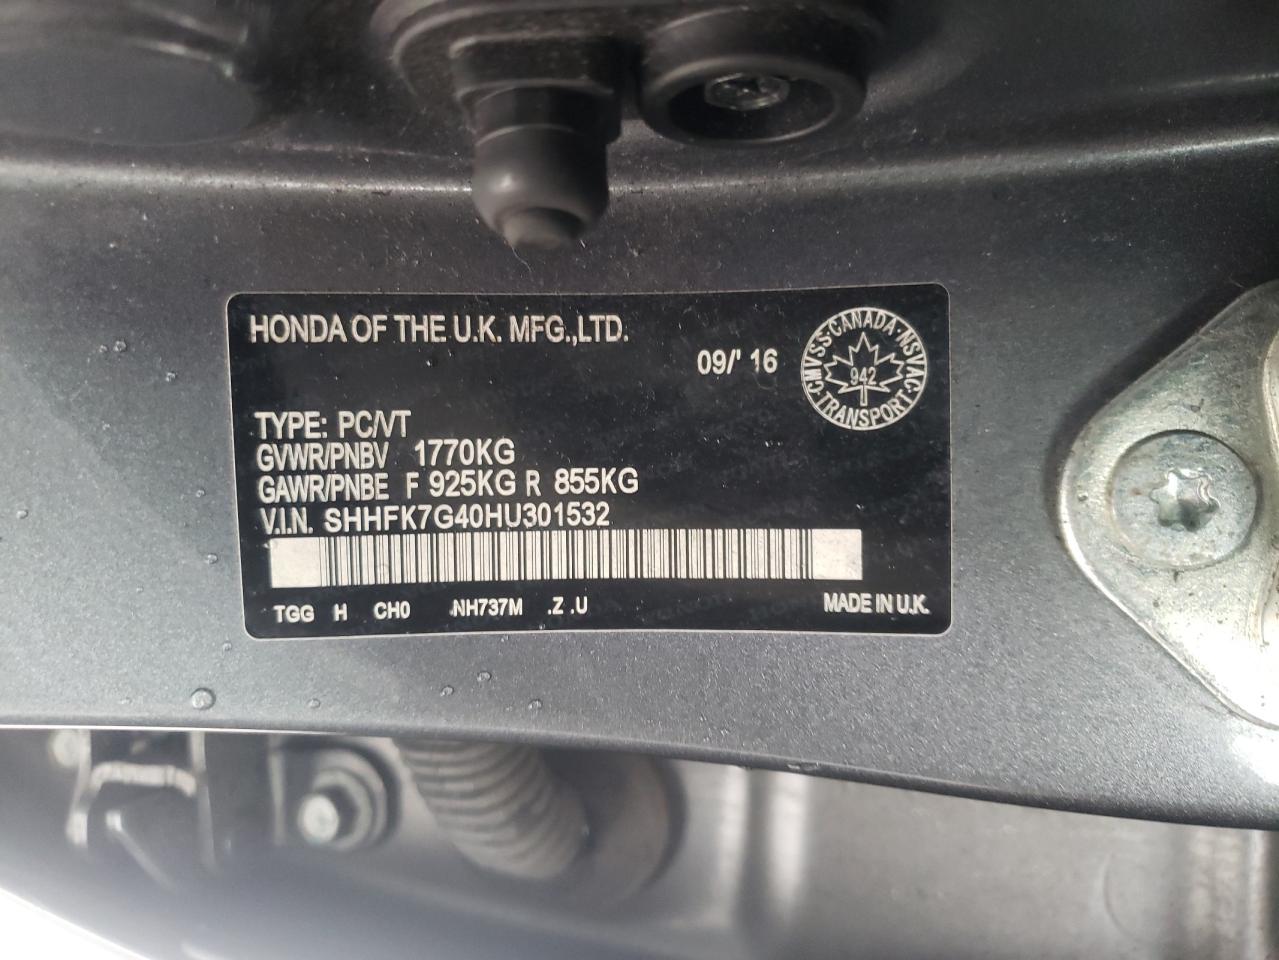 HONDA OF THE U.K. MFG.,LTD.
09/' 16
CMVSS·CANADA·NSVAC·TRANSPORT·
942
TYPE: PC/VT
GVWR/PNBV 1770KG
GAWR/PNBE F 925KG R 855KG
V.I.N. SHHFK7G40HU301532
TGG H CH0 NH737M .Z .U
MADE IN U.K.